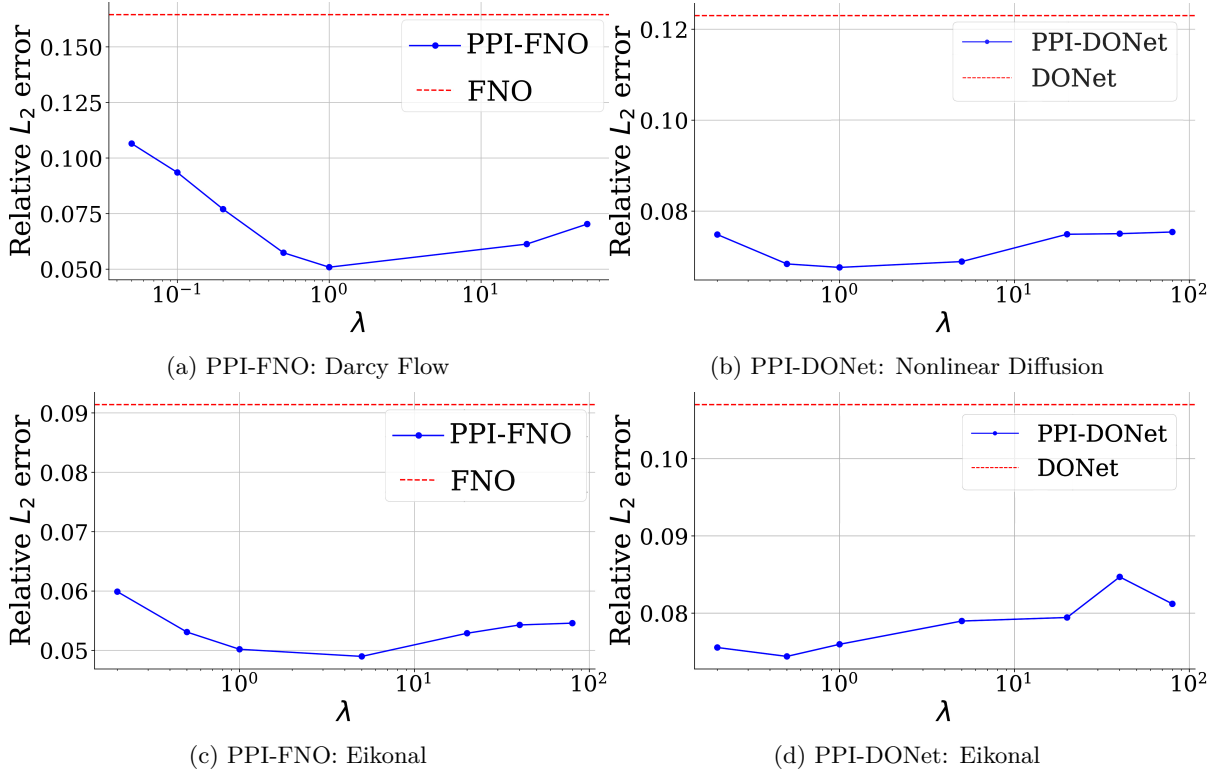 Relative $L_2$ error
0.150
0.125
0.100
0.075
0.050
PPI-FNO
FNO
$10^{-1}$ $10^0$ $10^1$
λ
(a) PPI-FNO: Darcy Flow
Relative $L_2$ error
0.12
0.10
0.08
PPI-DONet
DONet
$10^0$ $10^1$ $10^2$
λ
(b) PPI-DONet: Nonlinear Diffusion
Relative $L_2$ error
0.09
0.08
0.07
0.06
0.05
PPI-FNO
FNO
$10^0$ $10^1$ $10^2$
λ
(c) PPI-FNO: Eikonal
Relative $L_2$ error
0.10
0.09
0.08
PPI-DONet
DONet
$10^0$ $10^1$ $10^2$
λ
(d) PPI-DONet: Eikonal